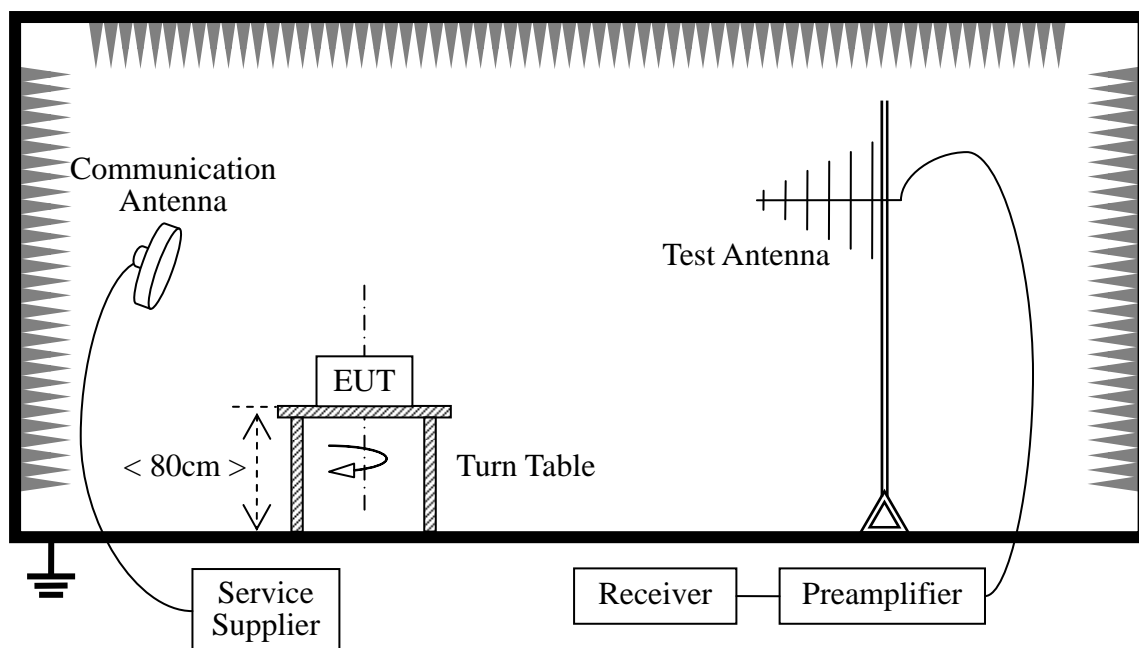 Communication
Antenna
Test Antenna
EUT
< 80cm >
Turn Table
Service
Supplier
Receiver
Preamplifier